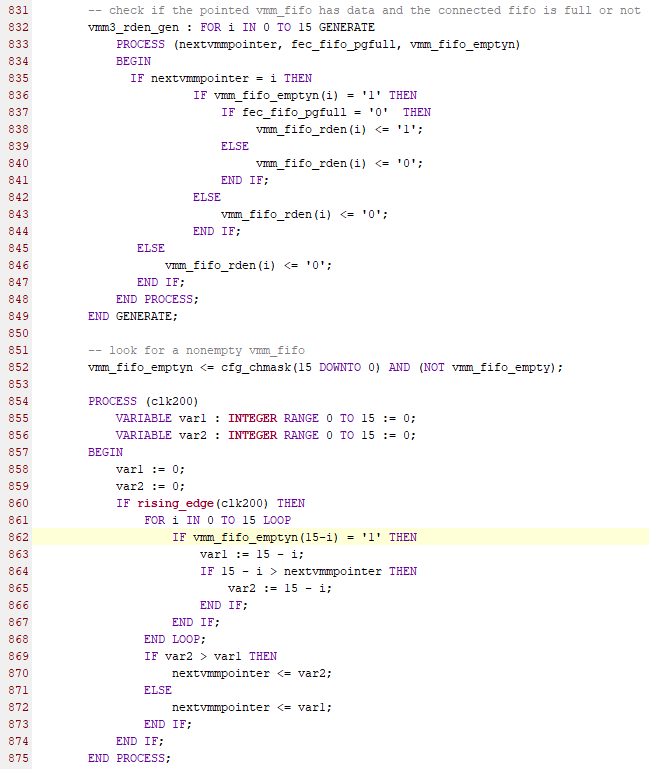 831 -- check if the pointed vmm_fifo has data and the connected fifo is full or not
832 vmm3_rden_gen : FOR i IN 0 TO 15 GENERATE
833 PROCESS (nextvmmpointer, fec_fifo_pgfull, vmm_fifo_emptyn)
834 BEGIN
835 IF nextvmmpointer = i THEN
836 IF vmm_fifo_emptyn(i) = '1' THEN
837 IF fec_fifo_pgfull = '0' THEN
838 vmm_fifo_rden(i) <= '1';
839 ELSE
840 vmm_fifo_rden(i) <= '0';
841 END IF;
842 ELSE
843 vmm_fifo_rden(i) <= '0';
844 END IF;
845 ELSE
846 vmm_fifo_rden(i) <= '0';
847 END IF;
848 END PROCESS;
849 END GENERATE;
850
851 -- look for a nonempty vmm_fifo
852 vmm_fifo_emptyn <= cfg_chmask(15 DOWNTO 0) AND (NOT vmm_fifo_empty);
853
854 PROCESS (clk200)
855 VARIABLE var1 : INTEGER RANGE 0 TO 15 := 0;
856 VARIABLE var2 : INTEGER RANGE 0 TO 15 := 0;
857 BEGIN
858 var1 := 0;
859 var2 := 0;
860 IF rising_edge(clk200) THEN
861 FOR i IN 0 TO 15 LOOP
862 IF vmm_fifo_emptyn(15-i) = '1' THEN
863 var1 := 15 - i;
864 IF 15 - i > nextvmmpointer THEN
865 var2 := 15 - i;
866 END IF;
867 END IF;
868 END LOOP;
869 IF var2 > var1 THEN
870 nextvmmpointer <= var2;
871 ELSE
872 nextvmmpointer <= var1;
873 END IF;
874 END IF;
875 END PROCESS;